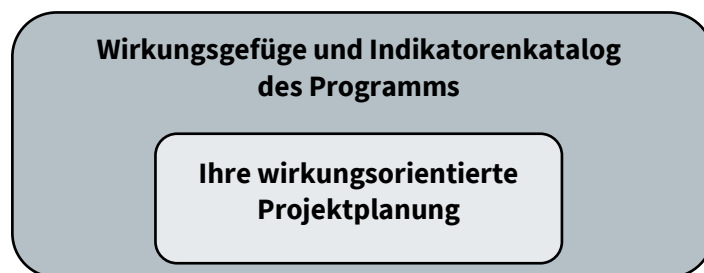 Wirkungsgefüge und Indikatorenkatalog
des Programms
Ihre wirkungsorientierte
Projektplanung